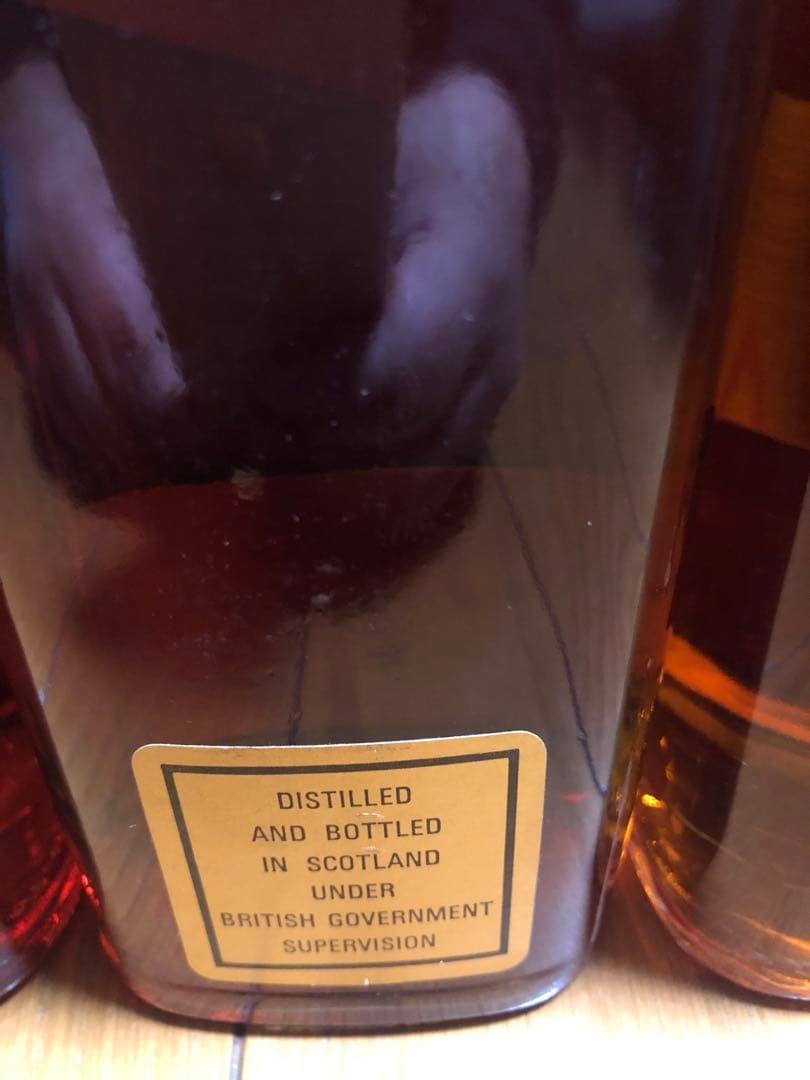 DISTILLED
AND BOTTLED
IN SCOTLAND
UNDER
BRITISH GOVERNMENT
SUPERVISION